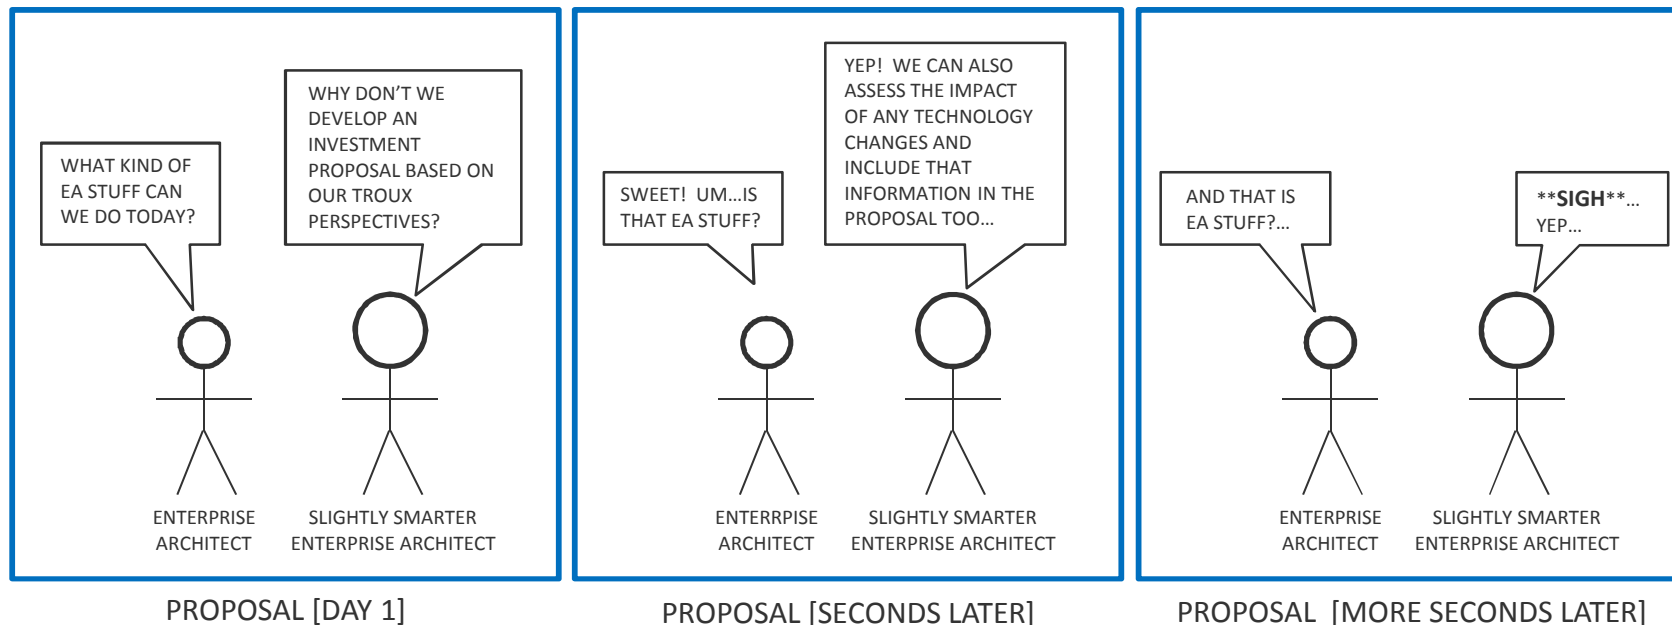 WHAT KIND OF
EA STUFF CAN
WE DO TODAY?
WHY DON’T WE
DEVELOP AN
INVESTMENT
PROPOSAL BASED ON
OUR TROUX
PERSPECTIVES?
ENTERPRISE
ARCHITECT
SLIGHTLY SMARTER
ENTERPRISE ARCHITECT
PROPOSAL [DAY 1]
SWEET!  UM…IS
THAT EA STUFF?
YEP!  WE CAN ALSO
ASSESS THE IMPACT
OF ANY TECHNOLOGY
CHANGES AND
INCLUDE THAT
INFORMATION IN THE
PROPOSAL TOO…
ENTERRPISE
ARCHITECT
SLIGHTLY SMARTER
ENTERPRISE ARCHITECT
PROPOSAL [SECONDS LATER]
AND THAT IS
EA STUFF?…
**SIGH**…
YEP…
ENTERPRISE
ARCHITECT
SLIGHTLY SMARTER
ENTERPRISE ARCHITECT
PROPOSAL  [MORE SECONDS LATER]